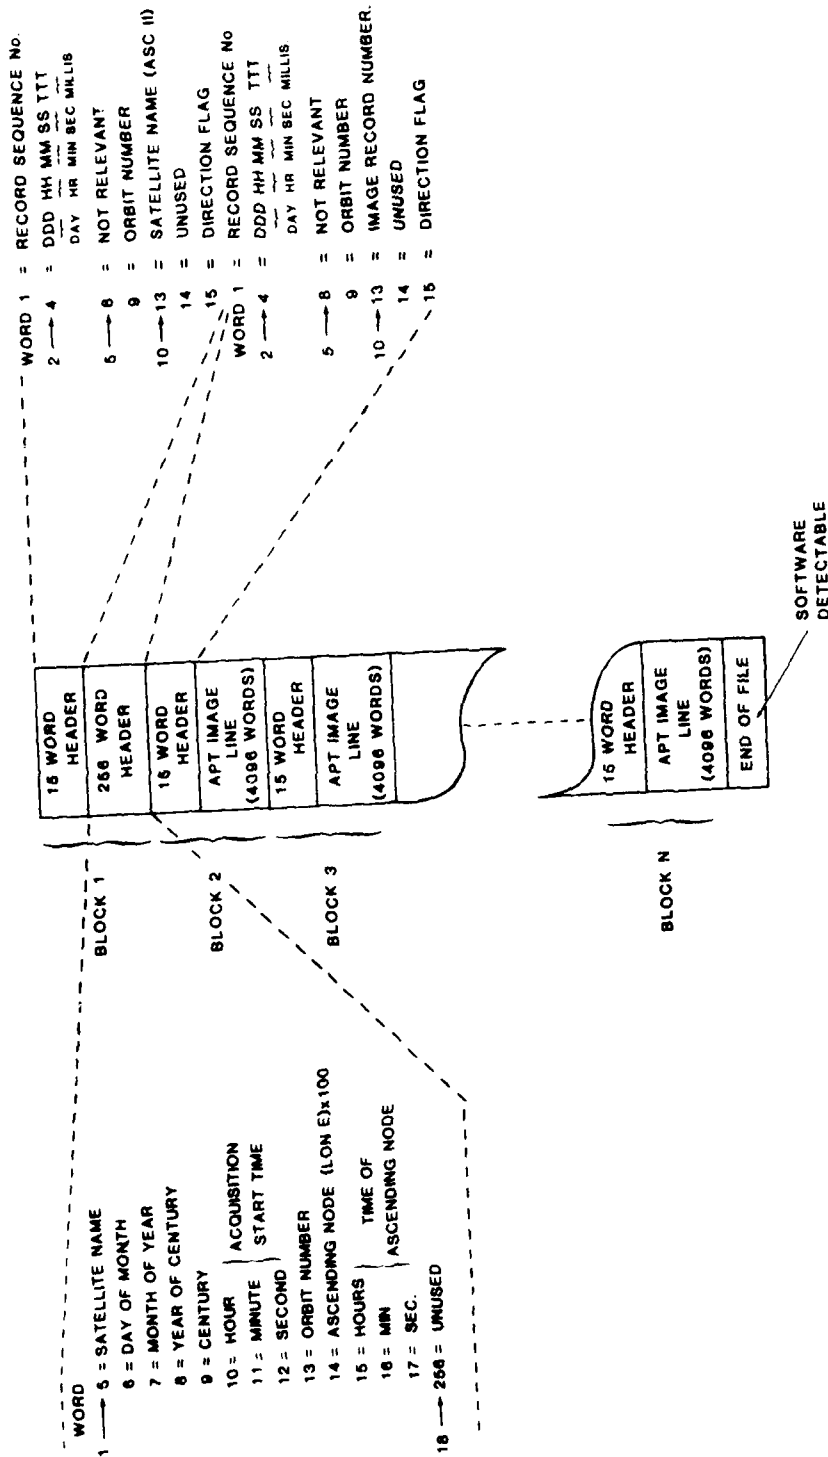 WORD
1 → 5 = SATELLITE NAME
6 = DAY OF MONTH
7 = MONTH OF YEAR
8 = YEAR OF CENTURY
9 = CENTURY
10 = HOUR
11 = MINUTE
12 = SECOND
ACQUISITION
START TIME
13 = ORBIT NUMBER
14 = ASCENDING NODE (LON E)x100
15 = HOURS
16 = MIN
17 = SEC.
TIME OF
ASCENDING NODE
18 → 256 = UNUSED
BLOCK 1
BLOCK 2
BLOCK 3
BLOCK N
15 WORD
HEADER
256 WORD
HEADER
15 WORD
HEADER
APT IMAGE
LINE
(4096 WORDS)
15 WORD
HEADER
APT IMAGE
LINE
(4096 WORDS)
15 WORD
HEADER
APT IMAGE
LINE
(4096 WORDS)
END OF FILE
SOFTWARE
DETECTABLE
WORD 1 = RECORD SEQUENCE No.
2 → 4 = DDD HH MM SS TTT
DAY HR MIN SEC MILLIS
5 → 8 = NOT RELEVANT
9 = ORBIT NUMBER
10 → 13 = SATELLITE NAME (ASC II)
14 = UNUSED
15 = DIRECTION FLAG
WORD 1 = RECORD SEQUENCE No
2 → 4 = DDD HH MM SS TTT
DAY HR MIN SEC MILLIS.
5 → 8 = NOT RELEVANT
9 = ORBIT NUMBER
10 → 13 = IMAGE RECORD NUMBER.
14 = UNUSED
15 = DIRECTION FLAG